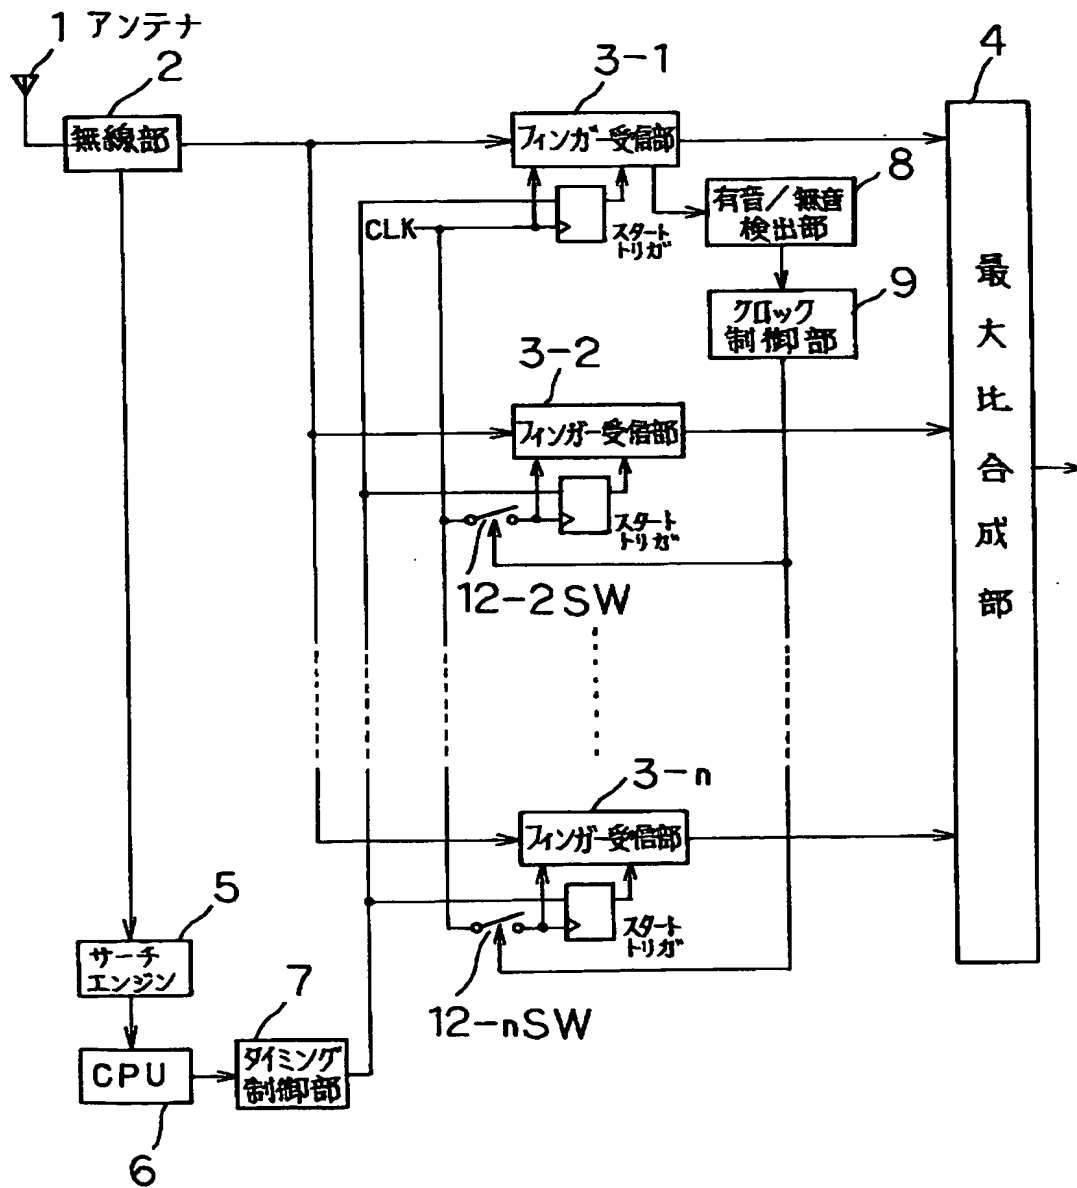 1 アンテナ
2
無線部
3-1
フィンガー受信部
4
8
有音/無音
検出部
CLK
スタート
トリガ
9
クロック
制御部
3-2
フィンガー受信部
スタート
トリガ
12-2SW
最大比合成部
3-n
フィンガー受信部
スタート
トリガ
12-nSW
5
サーチ
エンジン
CPU
6
7
タイミング
制御部